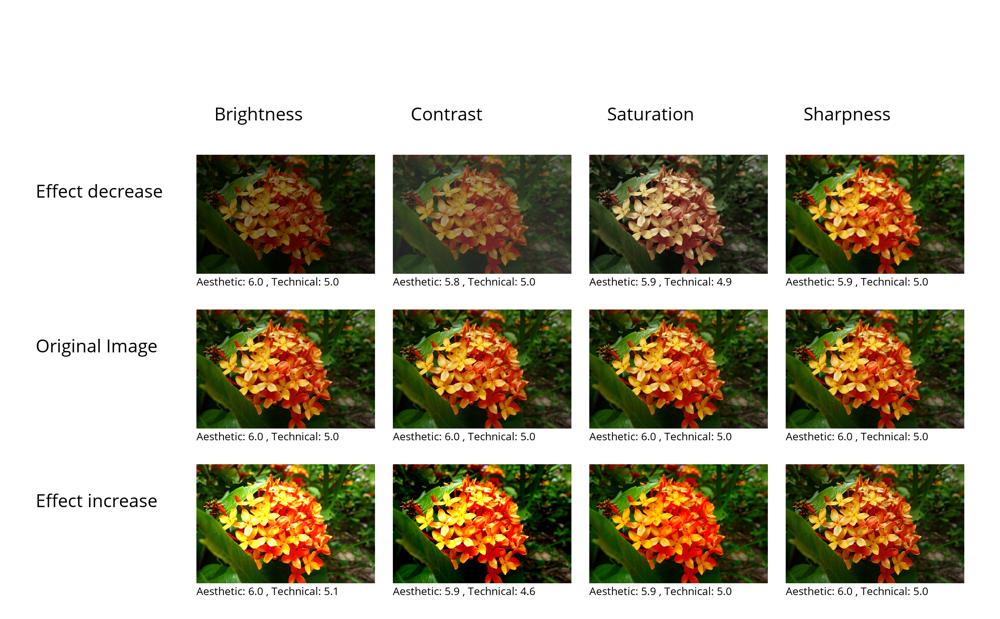 Brightness Contrast Saturation Sharpness
Effect decrease
Aesthetic: 6.0 , Technical: 5.0 Aesthetic: 5.8 , Technical: 5.0 Aesthetic: 5.9 , Technical: 4.9 Aesthetic: 5.9 , Technical: 5.0
Original Image
Aesthetic: 6.0 , Technical: 5.0 Aesthetic: 6.0 , Technical: 5.0 Aesthetic: 6.0 , Technical: 5.0 Aesthetic: 6.0 , Technical: 5.0
Effect increase
Aesthetic: 6.0 , Technical: 5.1 Aesthetic: 5.9 , Technical: 4.6 Aesthetic: 5.9 , Technical: 5.0 Aesthetic: 6.0 , Technical: 5.0